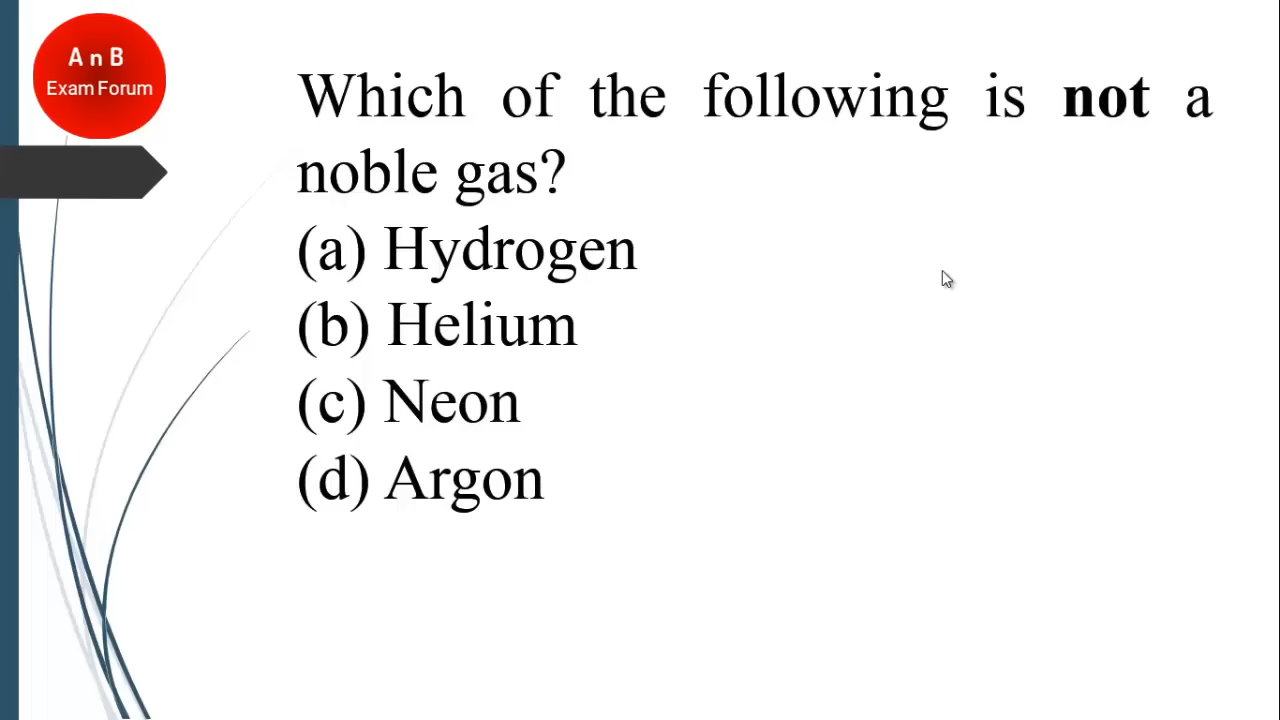 A n B
Exam Forum
Which of the following is not a
noble gas?
(a) Hydrogen
(b) Helium
(c) Neon
(d) Argon